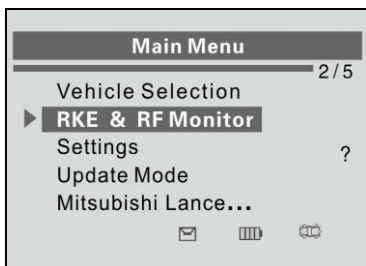 Main Menu
2/5
Vehicle Selection
RKE & RF Monitor
Settings
?
Update Mode
Mitsubishi Lance...